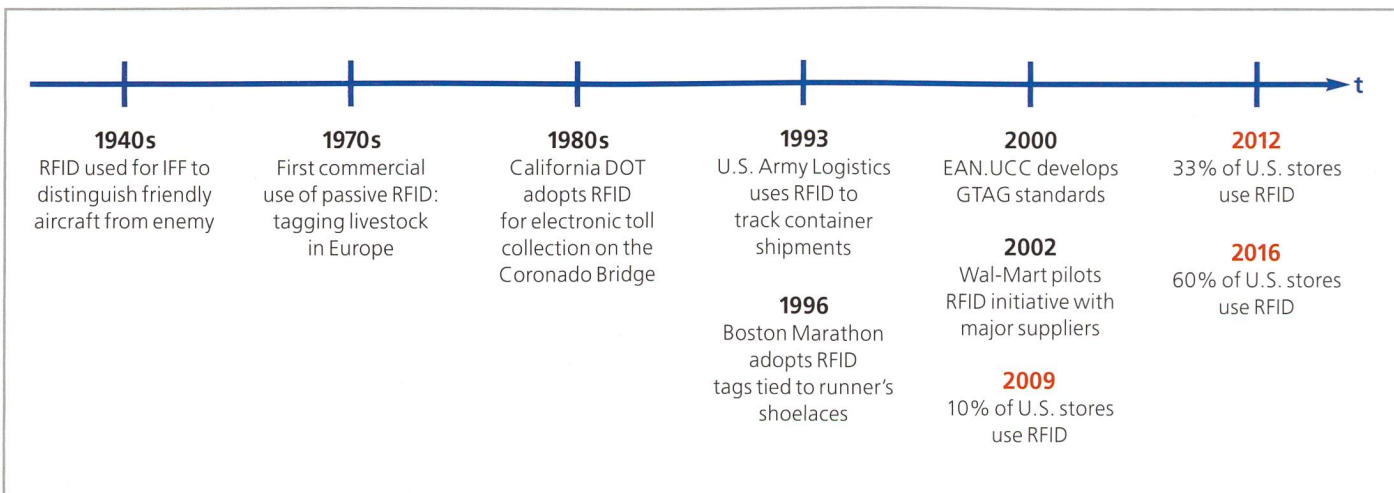 t
1940s
RFID used for IFF to
distinguish friendly
aircraft from enemy
1970s
First commercial
use of passive RFID:
tagging livestock
in Europe
1980s
California DOT
adopts RFID
for electronic toll
collection on the
Coronado Bridge
1993
U.S. Army Logistics
uses RFID to
track container
shipments
1996
Boston Marathon
adopts RFID
tags tied to runner's
shoelaces
2000
EAN.UCC develops
GTAG standards
2002
Wal-Mart pilots
RFID initiative with
major suppliers
2009
10% of U.S. stores
use RFID
2012
33% of U.S. stores
use RFID
2016
60% of U.S. stores
use RFID